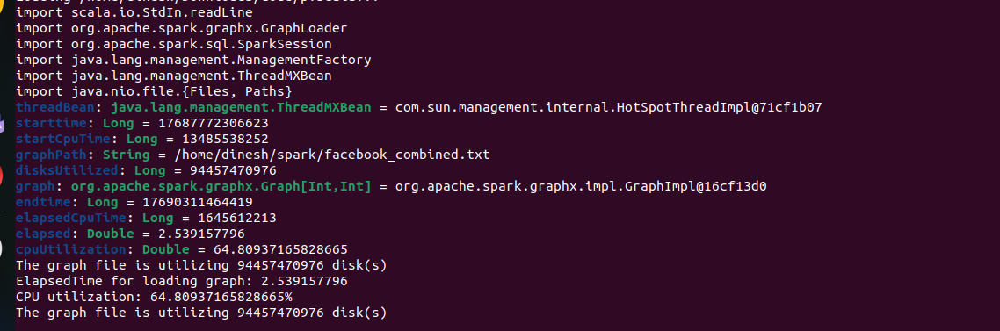 import scala.io.StdIn.readLine
import org.apache.spark.graphx.GraphLoader
import org.apache.spark.sql.SparkSession
import java.lang.management.ManagementFactory
import java.lang.management.ThreadMXBean
import java.nio.file.{Files, Paths}
threadBean: java.lang.management.ThreadMXBean = com.sun.management.internal.HotSpotThreadImpl@71cf1b07
starttime: Long = 17687772306623
startCpuTime: Long = 13485538252
graphPath: String = /home/dinesh/spark/facebook_combined.txt
disksUtilized: Long = 94457470976
graph: org.apache.spark.graphx.Graph[Int,Int] = org.apache.spark.graphx.impl.GraphImpl@16cf13d0
endtime: Long = 17690311464419
elapsedCpuTime: Long = 1645612213
elapsed: Double = 2.539157796
cpuUtilization: Double = 64.80937165828665
The graph file is utilizing 94457470976 disk(s)
ElapsedTime for loading graph: 2.539157796
CPU utilization: 64.80937165828665%
The graph file is utilizing 94457470976 disk(s)